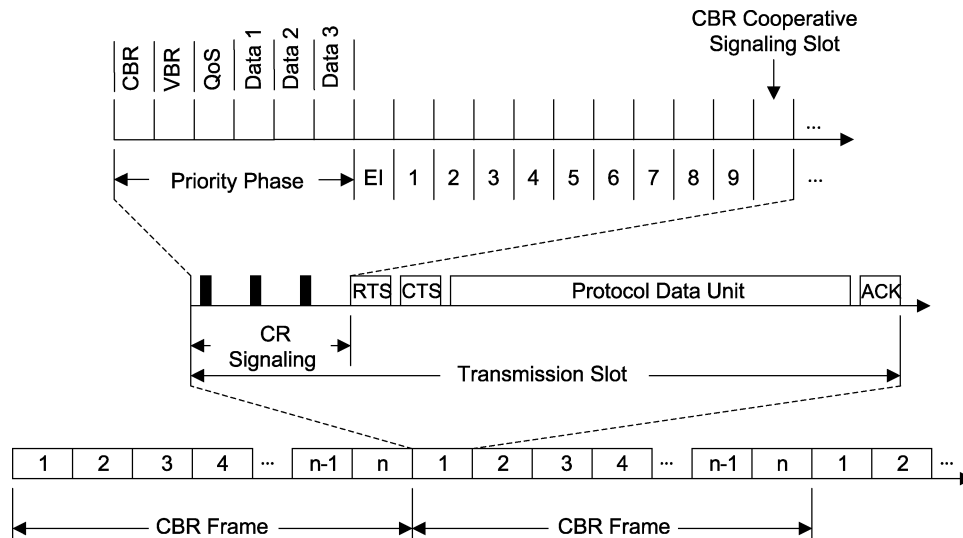 CBR Cooperative
Signaling Slot
CBR VBR QoS Data 1 Data 2 Data 3
...
Priority Phase EI 1 2 3 4 5 6 7 8 9 ...
RTS CTS Protocol Data Unit ACK
CR
Signaling
Transmission Slot
1 2 3 4 ... n-1 n 1 2 3 4 ... n-1 n 1 2 ...
CBR Frame CBR Frame